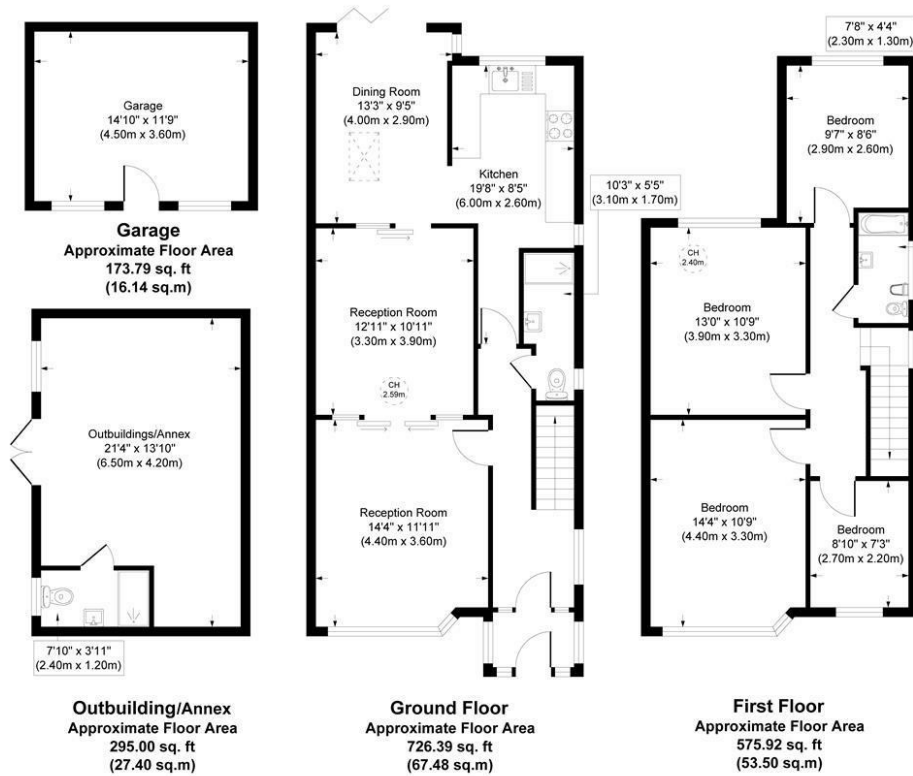 Garage
14'10" x 11'9"
(4.50m x 3.60m)
Garage
Approximate Floor Area
173.79 sq. ft
(16.14 sq.m)
Outbuildings/Annex
21'4" x 13'10"
(6.50m x 4.20m)
7'10" x 3'11"
(2.40m x 1.20m)
Outbuilding/Annex
Approximate Floor Area
295.00 sq. ft
(27.40 sq.m)
Dining Room
13'3" x 9'5"
(4.00m x 2.90m)
Kitchen
19'8" x 8'5"
(6.00m x 2.60m)
10'3" x 5'5"
(3.10m x 1.70m)
Reception Room
12'11" x 10'11"
(3.30m x 3.90m)
CH
2.59m
Reception Room
14'4" x 11'11"
(4.40m x 3.60m)
Ground Floor
Approximate Floor Area
726.39 sq. ft
(67.48 sq.m)
7'8" x 4'4"
(2.30m x 1.30m)
Bedroom
9'7" x 8'6"
(2.90m x 2.60m)
CH
2.40m
Bedroom
13'0" x 10'9"
(3.90m x 3.30m)
Bedroom
14'4" x 10'9"
(4.40m x 3.30m)
Bedroom
8'10" x 7'3"
(2.70m x 2.20m)
First Floor
Approximate Floor Area
575.92 sq. ft
(53.50 sq.m)